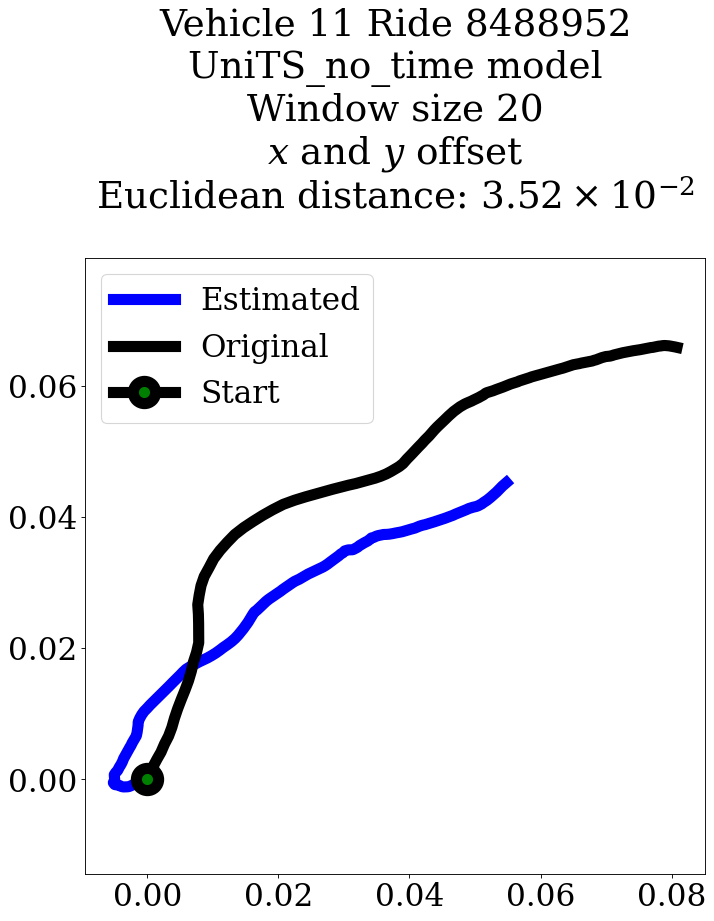 Vehicle 11 Ride 8488952
UniTS_no_time model
Window size 20
x and y offset
Euclidean distance: 3.52 × 10⁻²
Estimated
Original
Start
0.06
0.04
0.02
0.00
0.00 0.02 0.04 0.06 0.08